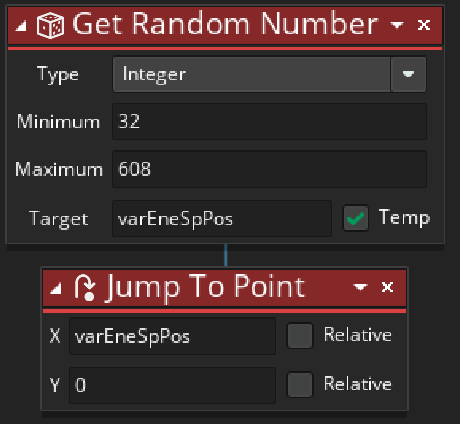 Get Random Number
Type Integer
Minimum 32
Maximum 608
Target varEneSpPos Temp
Jump To Point
X varEneSpPos Relative
Y 0 Relative